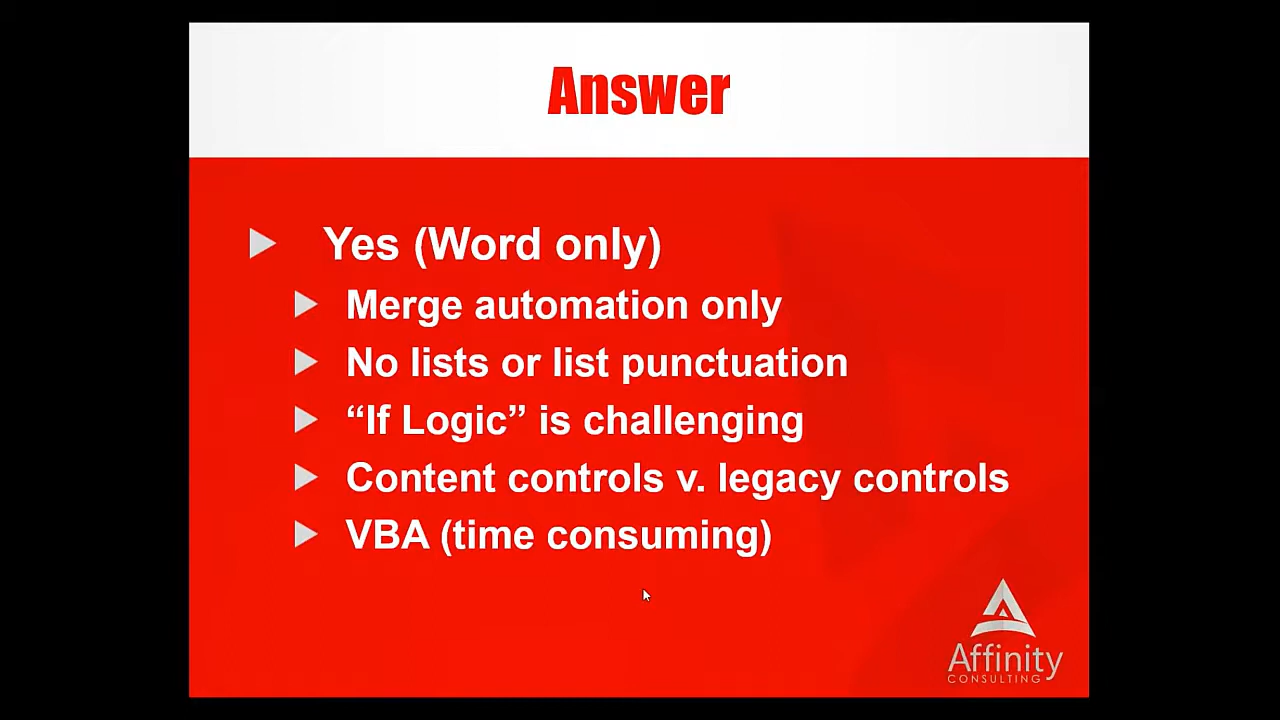 Answer
Yes (Word only)
Merge automation only
No lists or list punctuation
“If Logic” is challenging
Content controls v. legacy controls
VBA (time consuming)
Affinity
CONSULTING